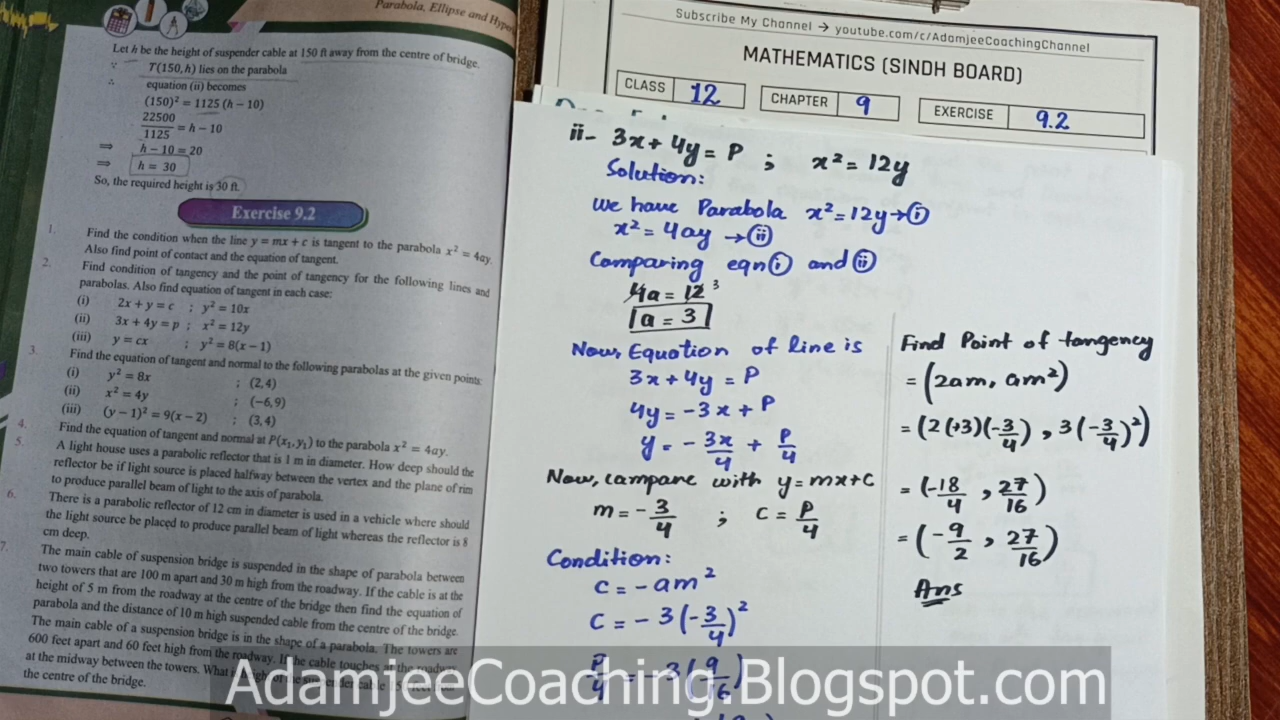 Parabola, Ellipse and Hype
Let h be the height of suspender cable at 150 ft away from the centre of bridge.
∵ T(150, h) lies on the parabola
∴ equation (ii) becomes
(150)² = 1125 (h − 10)
22500/1125 = h − 10
⇒ h − 10 = 20
⇒ h = 30
So, the required height is 30 ft.
Exercise 9.2
1. Find the condition when the line y = mx + c is tangent to the parabola x² = 4ay.
Also find point of contact and the equation of tangent.
2. Find condition of tangency and the point of tangency for the following lines and
parabolas. Also find equation of tangent in each case:
(i) 2x + y = c ; y² = 10x
(ii) 3x + 4y = p ; x² = 12y
(iii) y = cx ; y² = 8(x − 1)
3. Find the equation of tangent and normal to the following parabolas at the given points:
(i) y² = 8x ; (2, 4)
(ii) x² = 4y ; (−6, 9)
(iii) (y − 1)² = 9(x − 2) ; (3, 4)
4. Find the equation of tangent and normal at P(x₁, y₁) to the parabola x² = 4ay.
5. A light house uses a parabolic reflector that is 1 m in diameter. How deep should the
reflector be if light source is placed halfway between the vertex and the plane of rim
to produce parallel beam of light to the axis of parabola.
6. There is a parabolic reflector of 12 cm in diameter is used in a vehicle where should
the light source be placed to produce parallel beam of light whereas the reflector is 8
cm deep.
7. The main cable of suspension bridge is suspended in the shape of parabola between
two towers that are 100 m apart and 30 m high from the roadway. If the cable is at the
height of 5 m from the roadway at the centre of the bridge then find the equation of
parabola and the distance of 10 m high suspended cable from the centre of the bridge.
The main cable of a suspension bridge is in the shape of a parabola. The towers are
600 feet apart and 60 feet high from the roadway. If the cable touches the roadway
at the midway between the towers. What is
the centre of the bridge.
Subscribe My Channel → youtube.com/c/AdamjeeCoachingChannel
MATHEMATICS (SINDH BOARD)
CLASS 12 CHAPTER 9 EXERCISE 9.2
ii- 3x + 4y = P ; x² = 12y
Solution:
We have Parabola x² = 12y → (i)
x² = 4ay → (ii)
Comparing eqn (i) and (ii)
4a = 12 3
a = 3
Now, Equation of line is
3x + 4y = P
4y = -3x + P
y = - 3x/4 + P/4
Now, compare with y = mx + c
m = - 3/4 ; c = P/4
Condition:
c = - am²
c = - 3(-3/4)²
P/4 = - 3(9/16)
Find Point of tangency
= (2am, am²)
= (2(+3)(-3/4), 3(-3/4)²)
= (-18/4, 27/16)
= (-9/2, 27/16)
Ans
AdamjeeCoaching.Blogspot.com